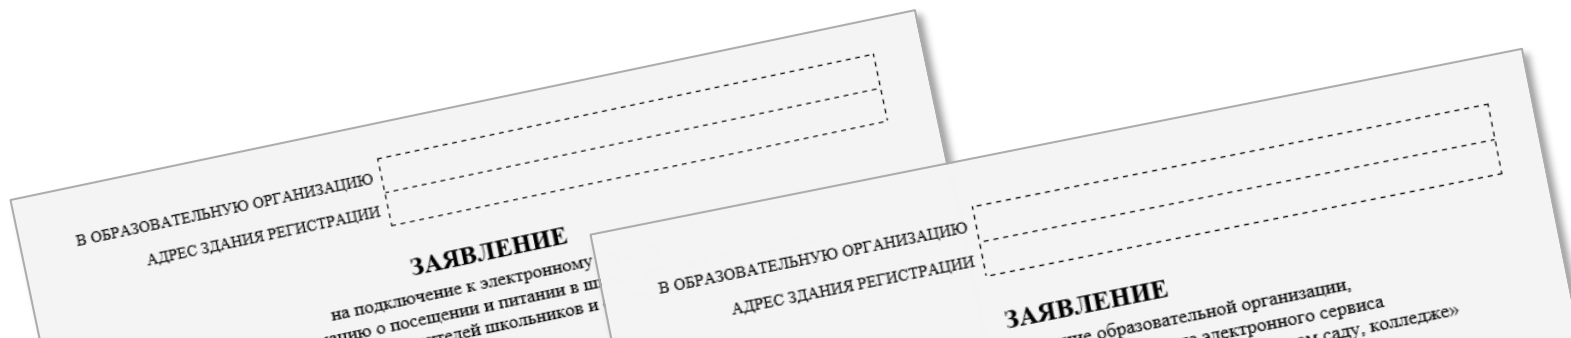 В ОБРАЗОВАТЕЛЬНУЮ ОРГАНИЗАЦИЮ
АДРЕС ЗДАНИЯ РЕГИСТРАЦИИ
ЗАЯВЛЕНИЕ
на подключение к электронному
о посещении и питании в
школьников и
В ОБРАЗОВАТЕЛЬНУЮ ОРГАНИЗАЦИЮ
АДРЕС ЗДАНИЯ РЕГИСТРАЦИИ
ЗАЯВЛЕНИЕ
образовательной организации,
электронного сервиса
саду, колледже»